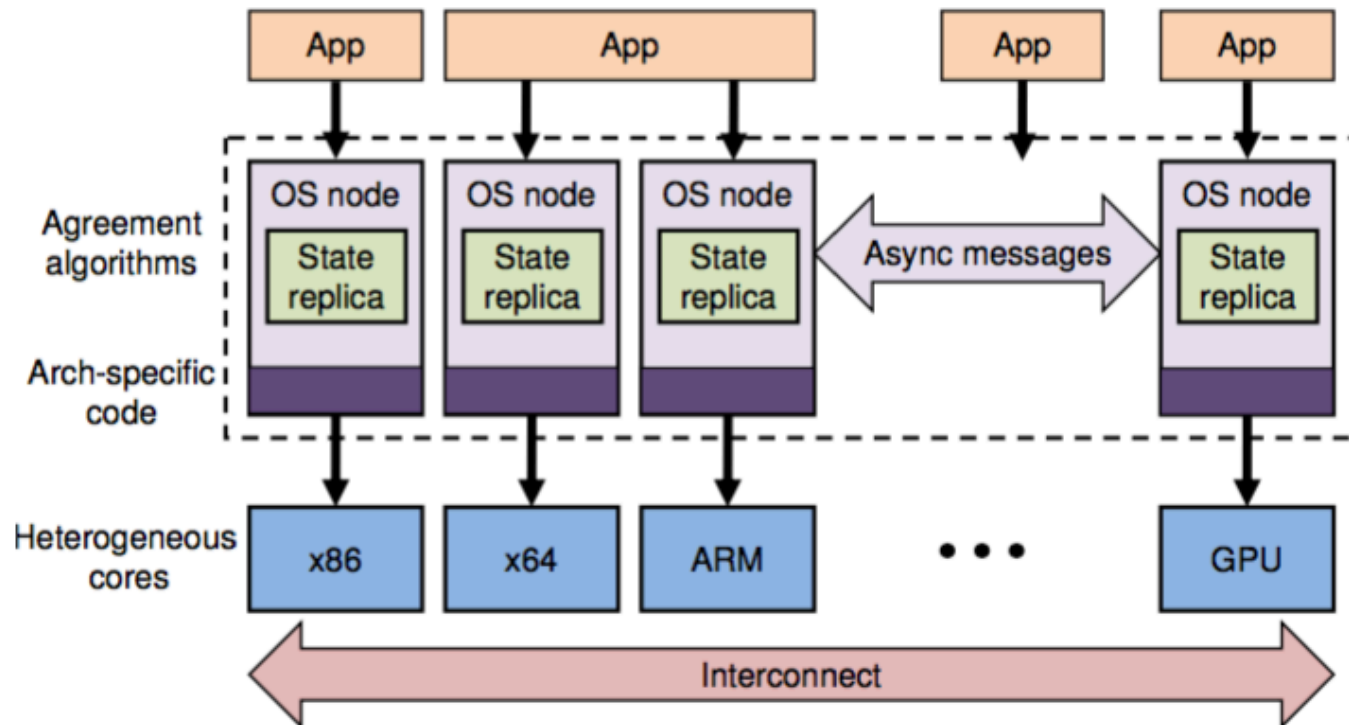 App
App
App
App
Agreement
algorithms
OS node
State
replica
OS node
State
replica
OS node
State
replica
Async messages
OS node
State
replica
Arch-specific
code
Heterogeneous
cores
x86
x64
ARM
GPU
Interconnect